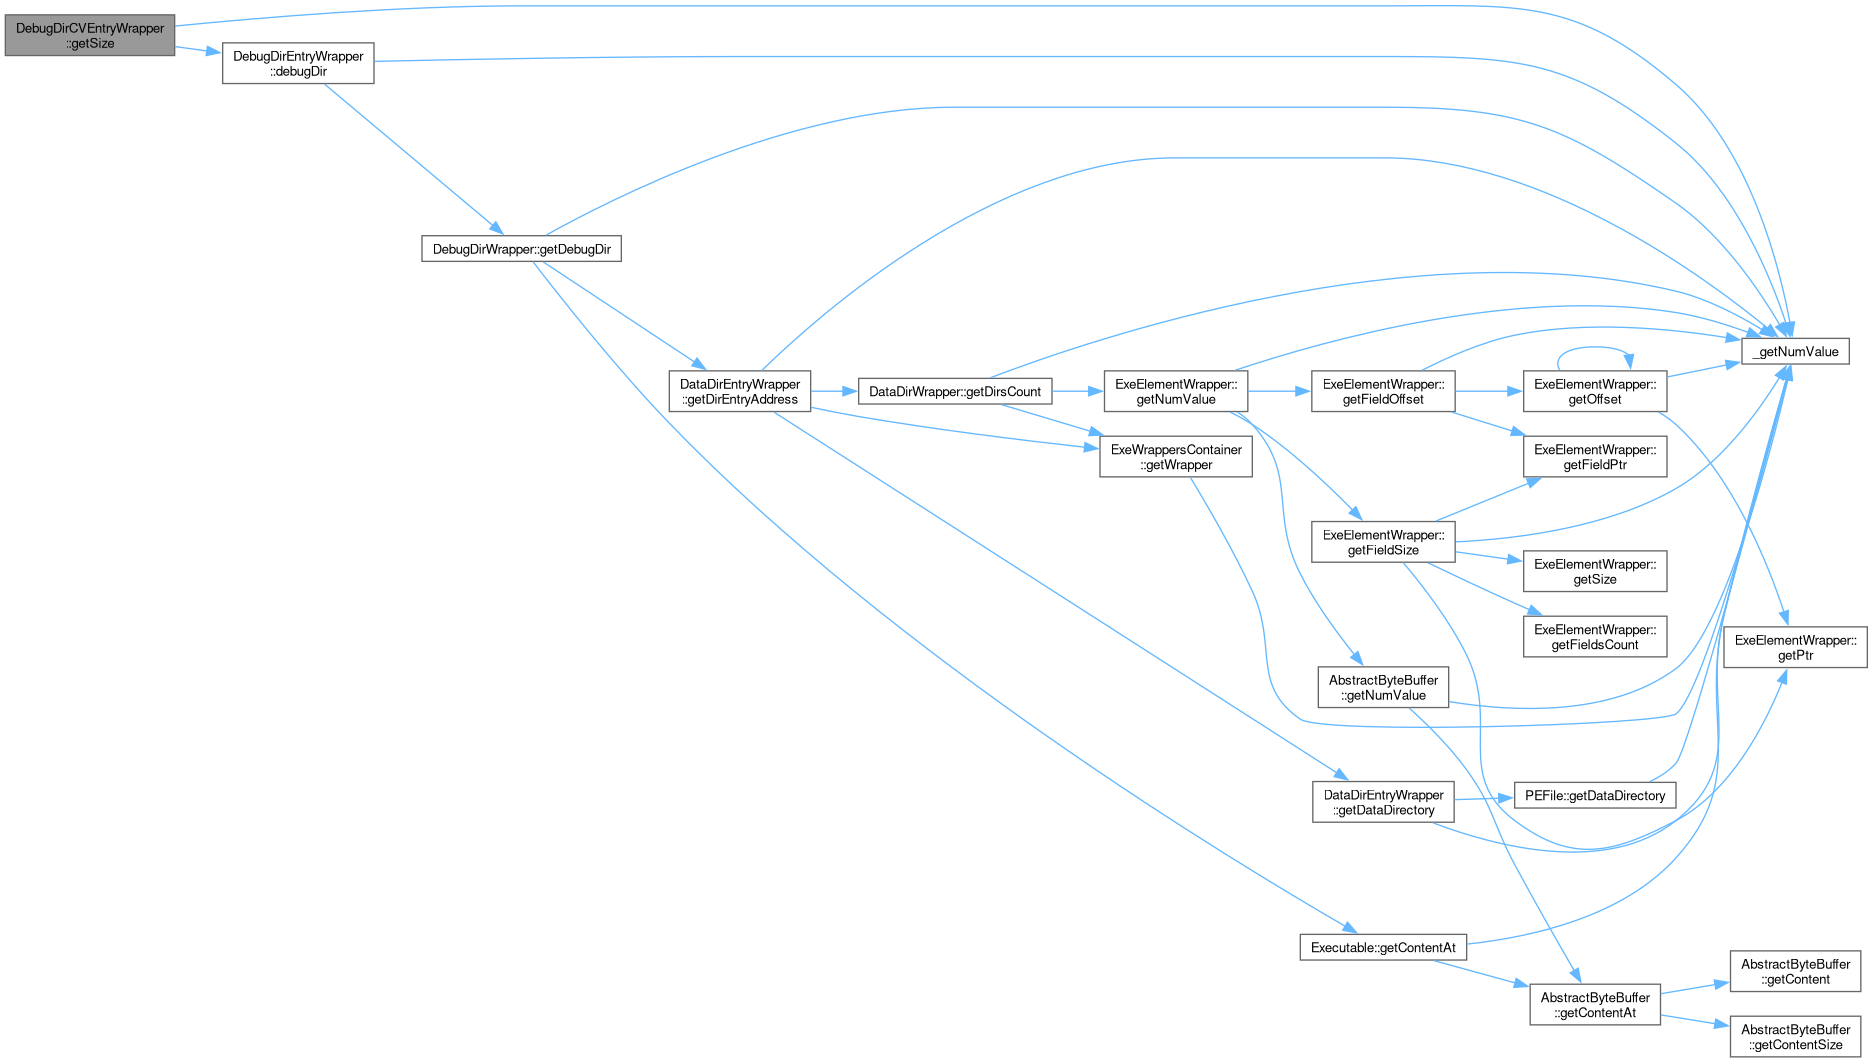 DebugDirCVEntryWrapper
::getSize
DebugDirEntryWrapper
::debugDir
DebugDirWrapper::getDebugDir
DataDirEntryWrapper
::getDirEntryAddress
DataDirWrapper::getDirsCount
ExeElementWrapper::
getNumValue
ExeWrappersContainer
::getWrapper
ExeElementWrapper::
getFieldOffset
ExeElementWrapper::
getOffset
_getNumValue
ExeElementWrapper::
getFieldPtr
ExeElementWrapper::
getFieldSize
ExeElementWrapper::
getSize
ExeElementWrapper::
getFieldsCount
ExeElementWrapper::
getPtr
AbstractByteBuffer
::getNumValue
DataDirEntryWrapper
::getDataDirectory
PEFile::getDataDirectory
Executable::getContentAt
AbstractByteBuffer
::getContentAt
AbstractByteBuffer
::getContent
AbstractByteBuffer
::getContentSize